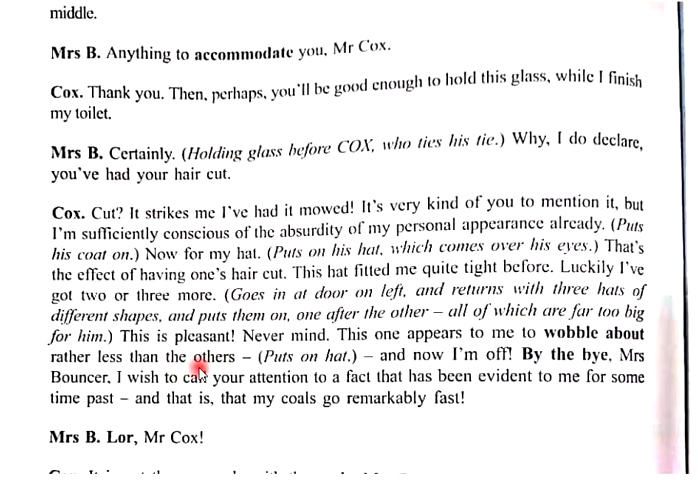 middle.
Mrs B. Anything to accommodate you, Mr Cox.
Cox. Thank you. Then, perhaps, you'll be good enough to hold this glass, while I finish
my toilet.
Mrs B. Certainly. (Holding glass before COX, who ties his tie.) Why, I do declare,
you've had your hair cut.
Cox. Cut? It strikes me I've had it mowed! It's very kind of you to mention it, but
I'm sufficiently conscious of the absurdity of my personal appearance already. (Puts
his coat on.) Now for my hat. (Puts on his hat, which comes over his eyes.) That's
the effect of having one's hair cut. This hat fitted me quite tight before. Luckily I've
got two or three more. (Goes in at door on left, and returns with three hats of
different shapes, and puts them on, one after the other – all of which are far too big
for him.) This is pleasant! Never mind. This one appears to me to wobble about
rather less than the others – (Puts on hat.) – and now I'm off! By the bye, Mrs
Bouncer, I wish to call your attention to a fact that has been evident to me for some
time past – and that is, that my coals go remarkably fast!
Mrs B. Lor, Mr Cox!